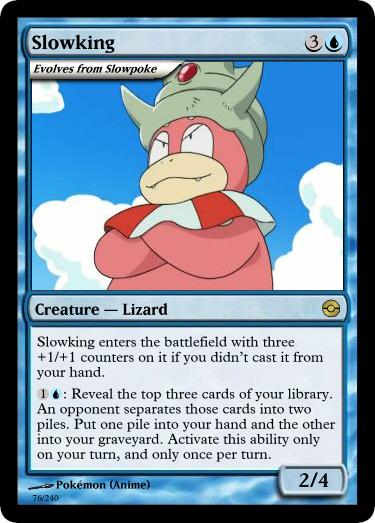 Slowking 3
Evolves from Slowpoke
Creature — Lizard
Slowking enters the battlefield with three
+1/+1 counters on it if you didn't cast it from
your hand.
1: Reveal the top three cards of your library.
An opponent separates those cards into two
piles. Put one pile into your hand and the other
into your graveyard. Activate this ability only
on your turn, and only once per turn.
2/4
Pokémon (Anime)
76/240